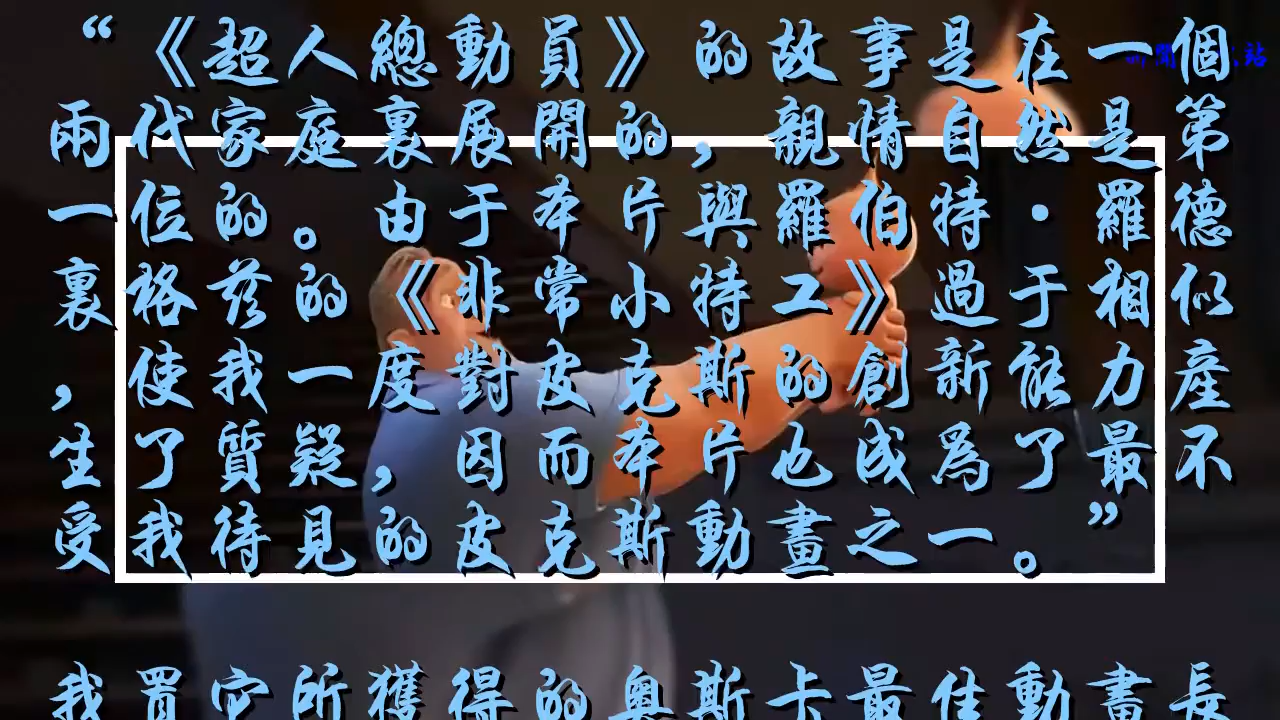 “《超人總動員》的故事是在一個
兩代家庭裏展開的，親情自然是第
一位的。由于本片與羅伯特·羅德
裏格兹的《非常小特工》過于相似
，使我一度對皮克斯的創新能力産
生了質疑，因而本片也成爲了最不
受我待見的皮克斯動畫之一。”
我置它所獲得的奥斯卡最佳動畫長